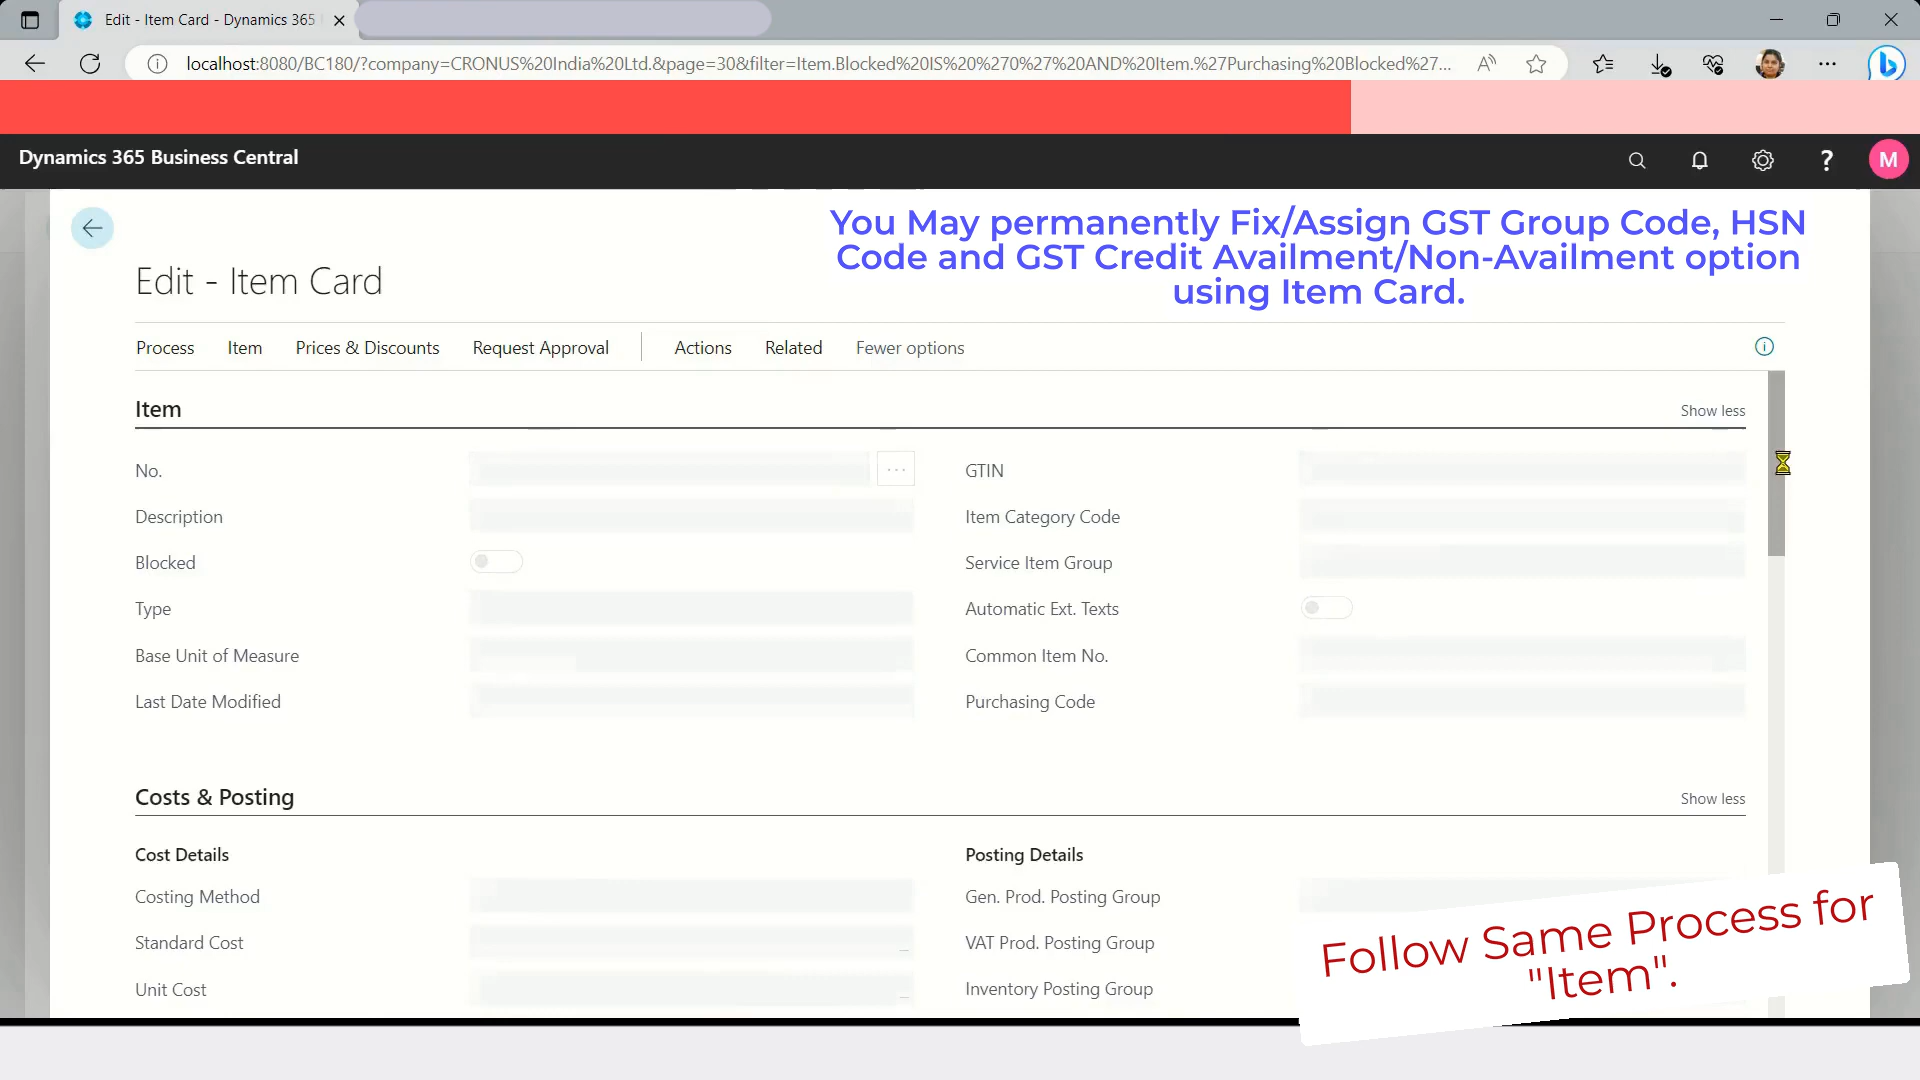 Edit - Item Card - Dynamics 365
localhost:8080/BC180/?company=CRONUS%20India%20Ltd.&page=30&filter=Item.Blocked%20IS%20%270%27%20AND%20Item.%27Purchasing%20Blocked%27...
Dynamics 365 Business Central
?
M
You May permanently Fix/Assign GST Group Code, HSN
Code and GST Credit Availment/Non-Availment option
using Item Card.
Edit - Item Card
Process Item Prices & Discounts Request Approval Actions Related Fewer options
Item Show less
No. GTIN
Description Item Category Code
Blocked Service Item Group
Type Automatic Ext. Texts
Base Unit of Measure Common Item No.
Last Date Modified Purchasing Code
Costs & Posting Show less
Cost Details Posting Details
Costing Method Gen. Prod. Posting Group
Standard Cost VAT Prod. Posting Group
Unit Cost Inventory Posting Group
Follow Same Process for
"Item".